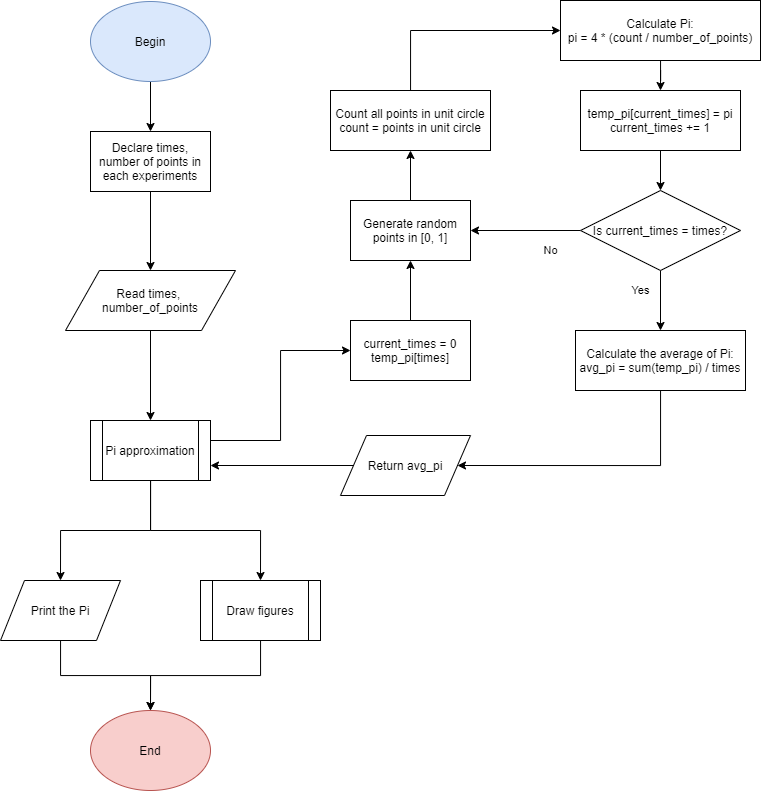 Begin
Declare times,
number of points in
each experiments
Read times,
number_of_points
Pi approximation
current_times = 0
temp_pi[times]
Generate random
points in [0, 1]
Count all points in unit circle
count = points in unit circle
Calculate Pi:
pi = 4 * (count / number_of_points)
temp_pi[current_times] = pi
current_times += 1
Is current_times = times?
No
Yes
Calculate the average of Pi:
avg_pi = sum(temp_pi) / times
Return avg_pi
Print the Pi
Draw figures
End